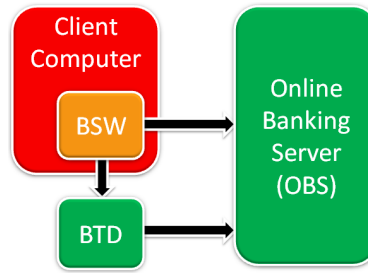 Client
Computer
BSW
BTD
Online
Banking
Server
(OBS)